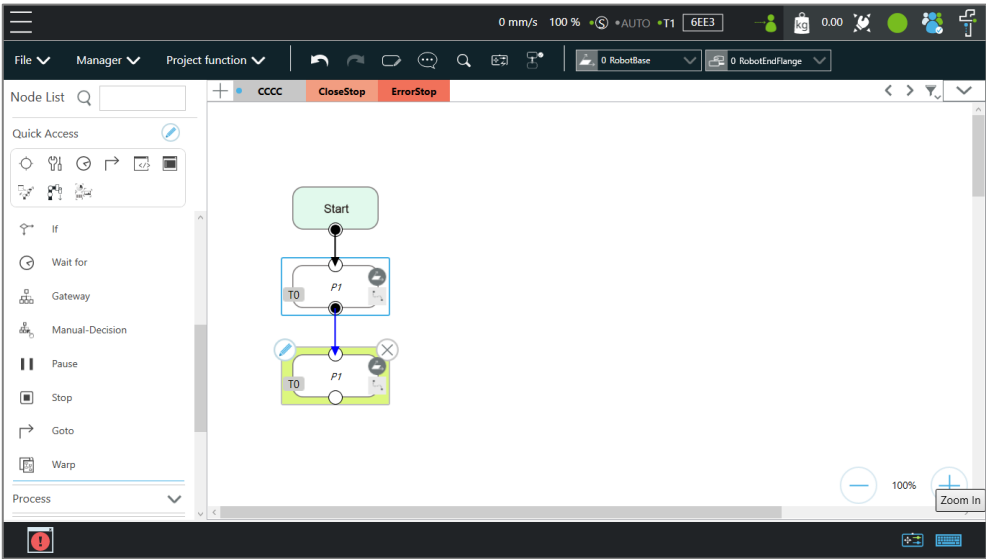 0 mm/s 100 % •Ⓢ •AUTO •T1 6EE3 kg 0.00
File Manager Project function 0 RobotBase 0 RobotEndFlange
Node List CCCC CloseStop ErrorStop
Quick Access
If
Wait for
Gateway
Manual-Decision
Pause
Stop
Goto
Warp
Process
Start
P1
T0
P1
T0
100%
Zoom In